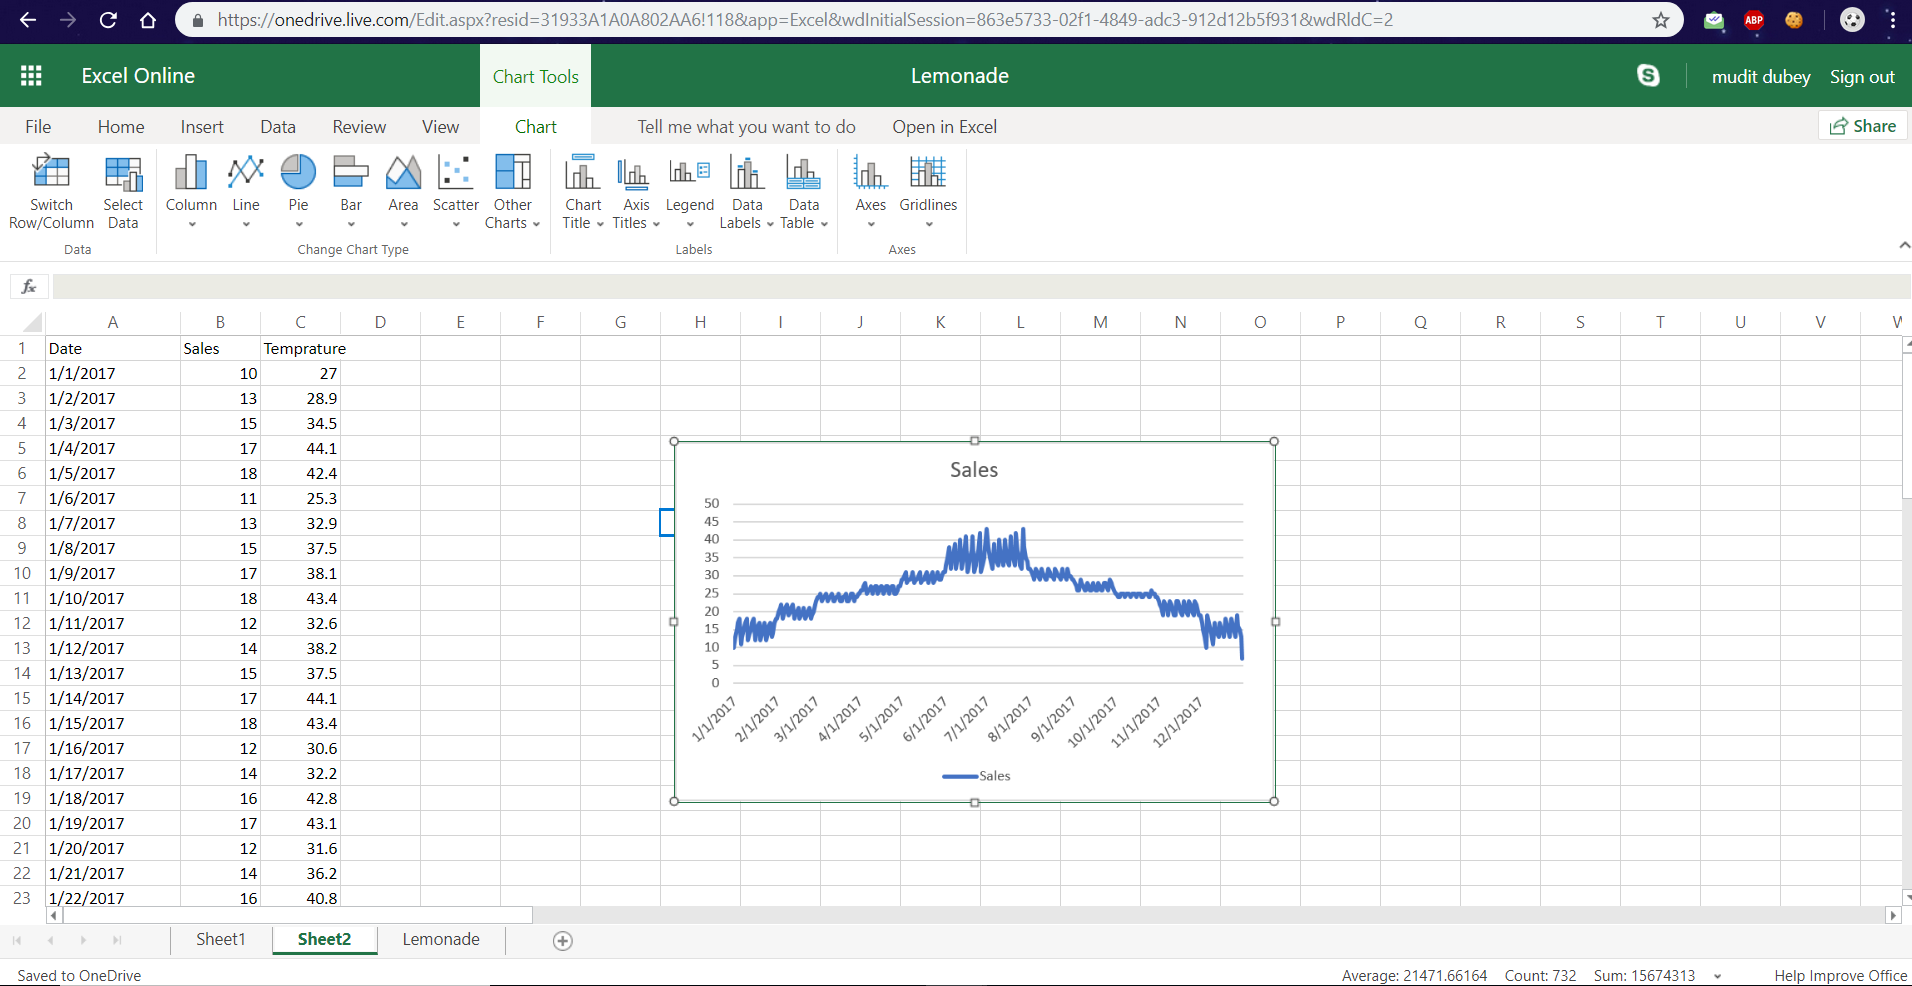 https://onedrive.live.com/Edit.aspx?resid=31933A1A0A802AA6!118&app=Excel&wdInitialSession=863e5733-02f1-4849-adc3-912d12b5f931&wdRldC=2
ABP
Excel Online
Chart Tools
Lemonade
mudit dubey
Sign out
File Home Insert Data Review View Chart Tell me what you want to do Open in Excel
Share
Switch Row/Column
Select Data
Column
Line
Pie
Bar
Area
Scatter
Other Charts
Chart Title
Axis Titles
Legend
Data Labels
Data Table
Axes
Gridlines
Data
Change Chart Type
Labels
Axes
fx
A B C D E F G H I J K L M N O P Q R S T U V W
1 Date Sales Temprature
2 1/1/2017 10 27
3 1/2/2017 13 28.9
4 1/3/2017 15 34.5
5 1/4/2017 17 44.1
6 1/5/2017 18 42.4
7 1/6/2017 11 25.3
8 1/7/2017 13 32.9
9 1/8/2017 15 37.5
10 1/9/2017 17 38.1
11 1/10/2017 18 43.4
12 1/11/2017 12 32.6
13 1/12/2017 14 38.2
14 1/13/2017 15 37.5
15 1/14/2017 17 44.1
16 1/15/2017 18 43.4
17 1/16/2017 12 30.6
18 1/17/2017 14 32.2
19 1/18/2017 16 42.8
20 1/19/2017 17 43.1
21 1/20/2017 12 31.6
22 1/21/2017 14 36.2
23 1/22/2017 16 40.8
Sales
50
45
40
35
30
25
20
15
10
5
0
1/1/2017 2/1/2017 3/1/2017 4/1/2017 5/1/2017 6/1/2017 7/1/2017 8/1/2017 9/1/2017 10/1/2017 11/1/2017 12/1/2017
Sales
Sheet1 Sheet2 Lemonade
Saved to OneDrive
Average: 21471.66164 Count: 732 Sum: 15674313
Help Improve Office